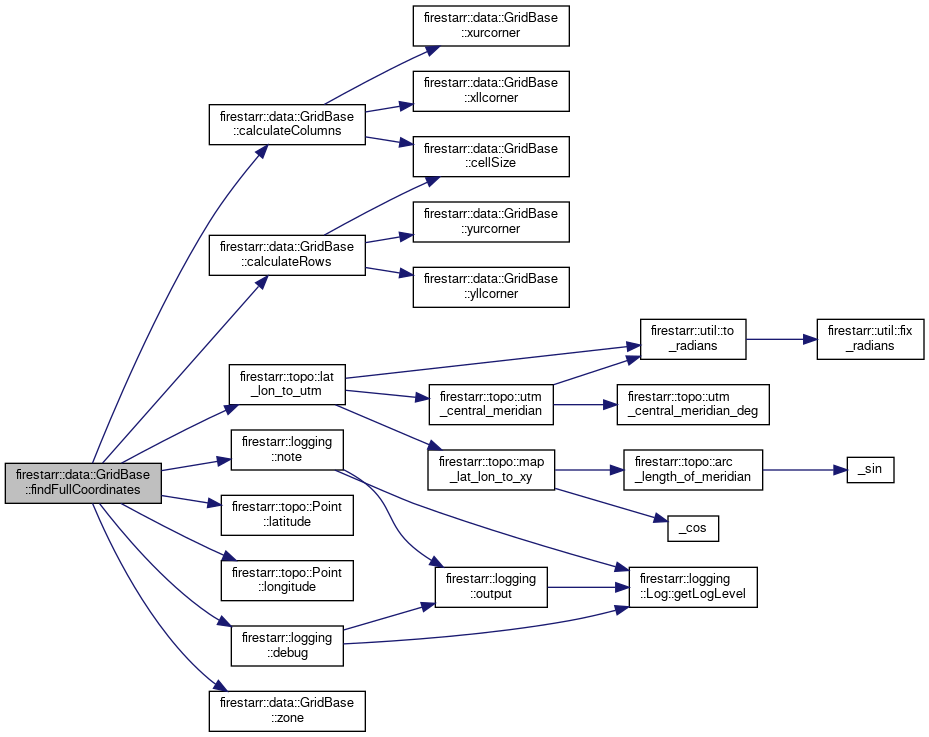 firestarr::data::GridBase
::findFullCoordinates
firestarr::data::GridBase
::calculateColumns
firestarr::data::GridBase
::xurcorner
firestarr::data::GridBase
::xllcorner
firestarr::data::GridBase
::cellSize
firestarr::data::GridBase
::calculateRows
firestarr::data::GridBase
::yurcorner
firestarr::data::GridBase
::yllcorner
firestarr::topo::lat
_lon_to_utm
firestarr::util::to
_radians
firestarr::util::fix
_radians
firestarr::topo::utm
_central_meridian
firestarr::topo::utm
_central_meridian_deg
firestarr::topo::map
_lat_lon_to_xy
firestarr::topo::arc
_length_of_meridian
_sin
_cos
firestarr::logging
::note
firestarr::topo::Point
::latitude
firestarr::topo::Point
::longitude
firestarr::logging
::output
firestarr::logging
::Log::getLogLevel
firestarr::logging
::debug
firestarr::data::GridBase
::zone